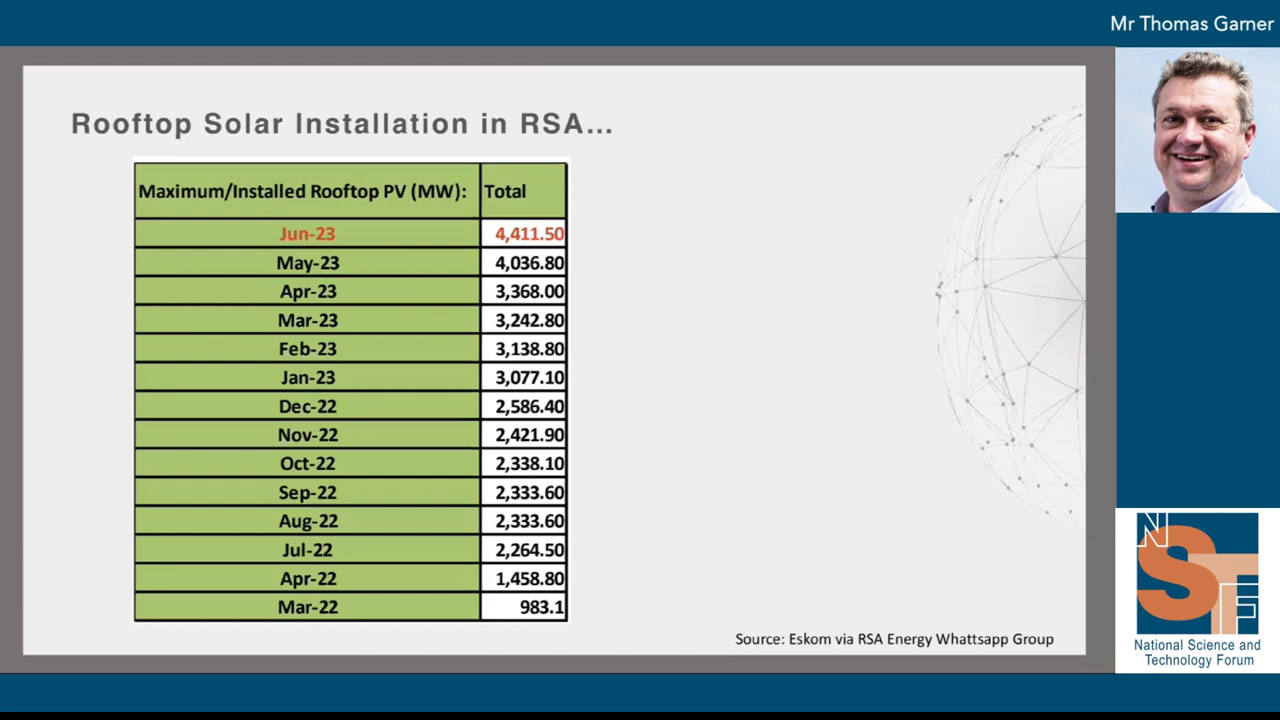 Mr Thomas Garner
Rooftop Solar Installation in RSA...
Maximum/Installed Rooftop PV (MW): Total
Jun-23 4,411.50
May-23 4,036.80
Apr-23 3,368.00
Mar-23 3,242.80
Feb-23 3,138.80
Jan-23 3,077.10
Dec-22 2,586.40
Nov-22 2,421.90
Oct-22 2,338.10
Sep-22 2,333.60
Aug-22 2,333.60
Jul-22 2,264.50
Apr-22 1,458.80
Mar-22 983.1
Source: Eskom via RSA Energy Whattsapp Group
NSTF
National Science and
Technology Forum